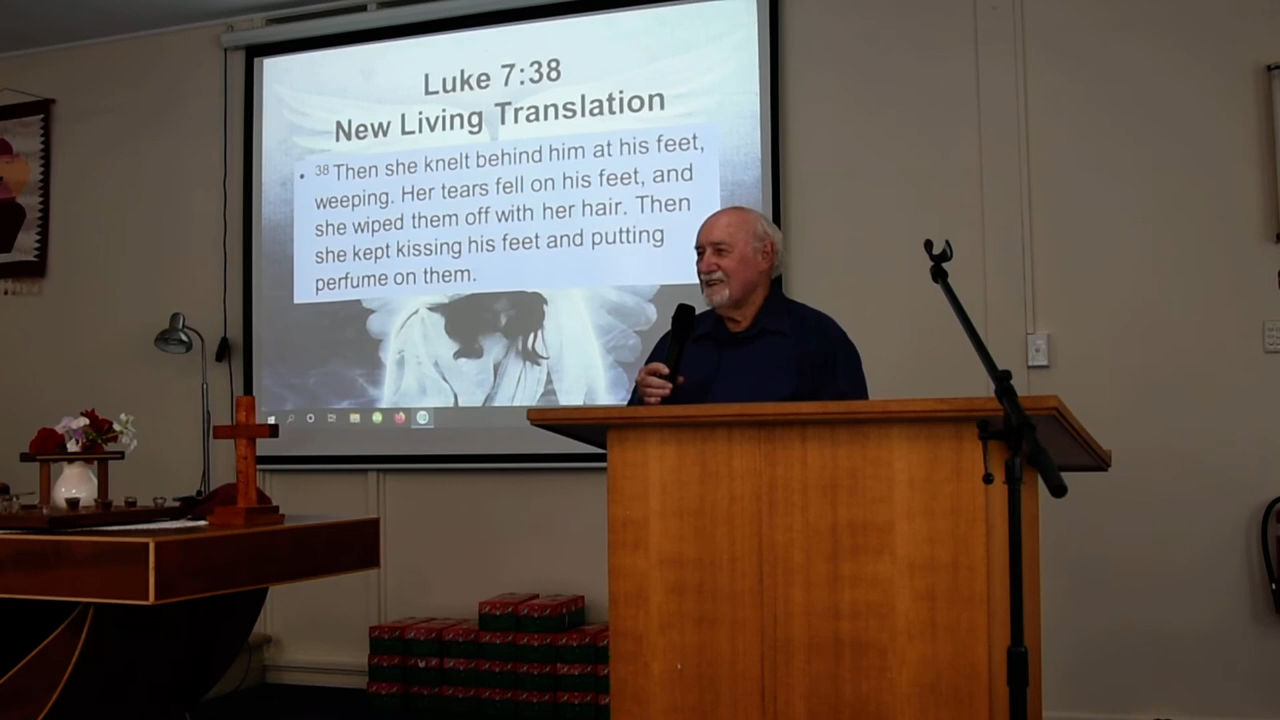 Luke 7:38
New Living Translation
• 38 Then she knelt behind him at his feet,
weeping. Her tears fell on his feet, and
she wiped them off with her hair. Then
she kept kissing his feet and putting
perfume on them.